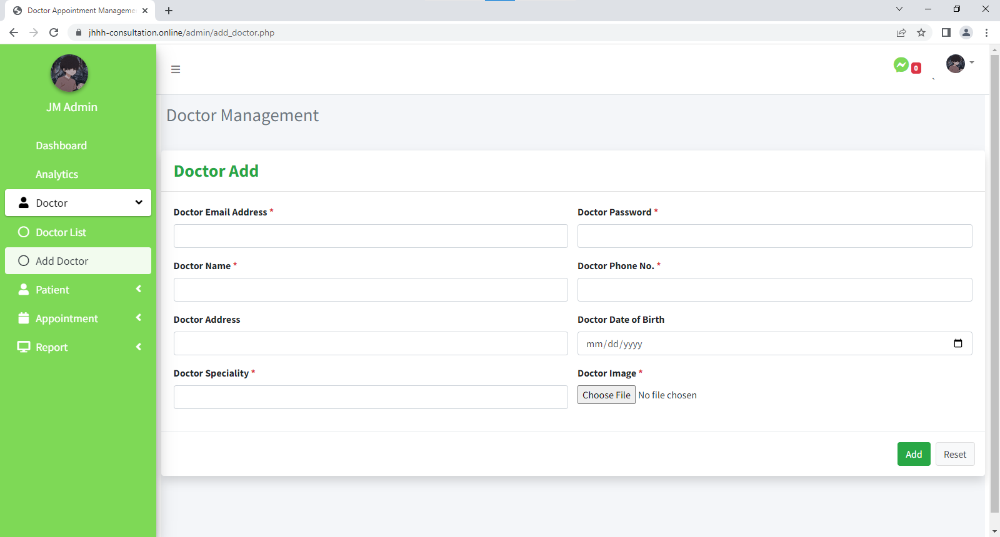 Doctor Appointment Manageme
jhhh-consultation.online/admin/add_doctor.php
JM Admin
0
Dashboard
Analytics
Doctor
Doctor List
Add Doctor
Patient
Appointment
Report
Doctor Management
Doctor Add
Doctor Email Address *
Doctor Password *
Doctor Name *
Doctor Phone No. *
Doctor Address
Doctor Date of Birth
mm/dd/yyyy
Doctor Speciality *
Doctor Image *
Choose File No file chosen
Add
Reset